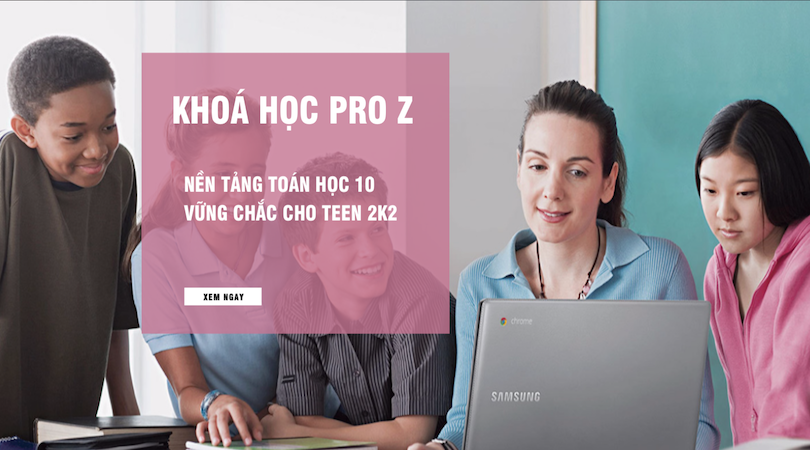 KHOÁ HỌC PRO Z
NỀN TẢNG TOÁN HỌC 10
VỮNG CHẮC CHO TEEN 2K2
XEM NGAY
chrome
SAMSUNG